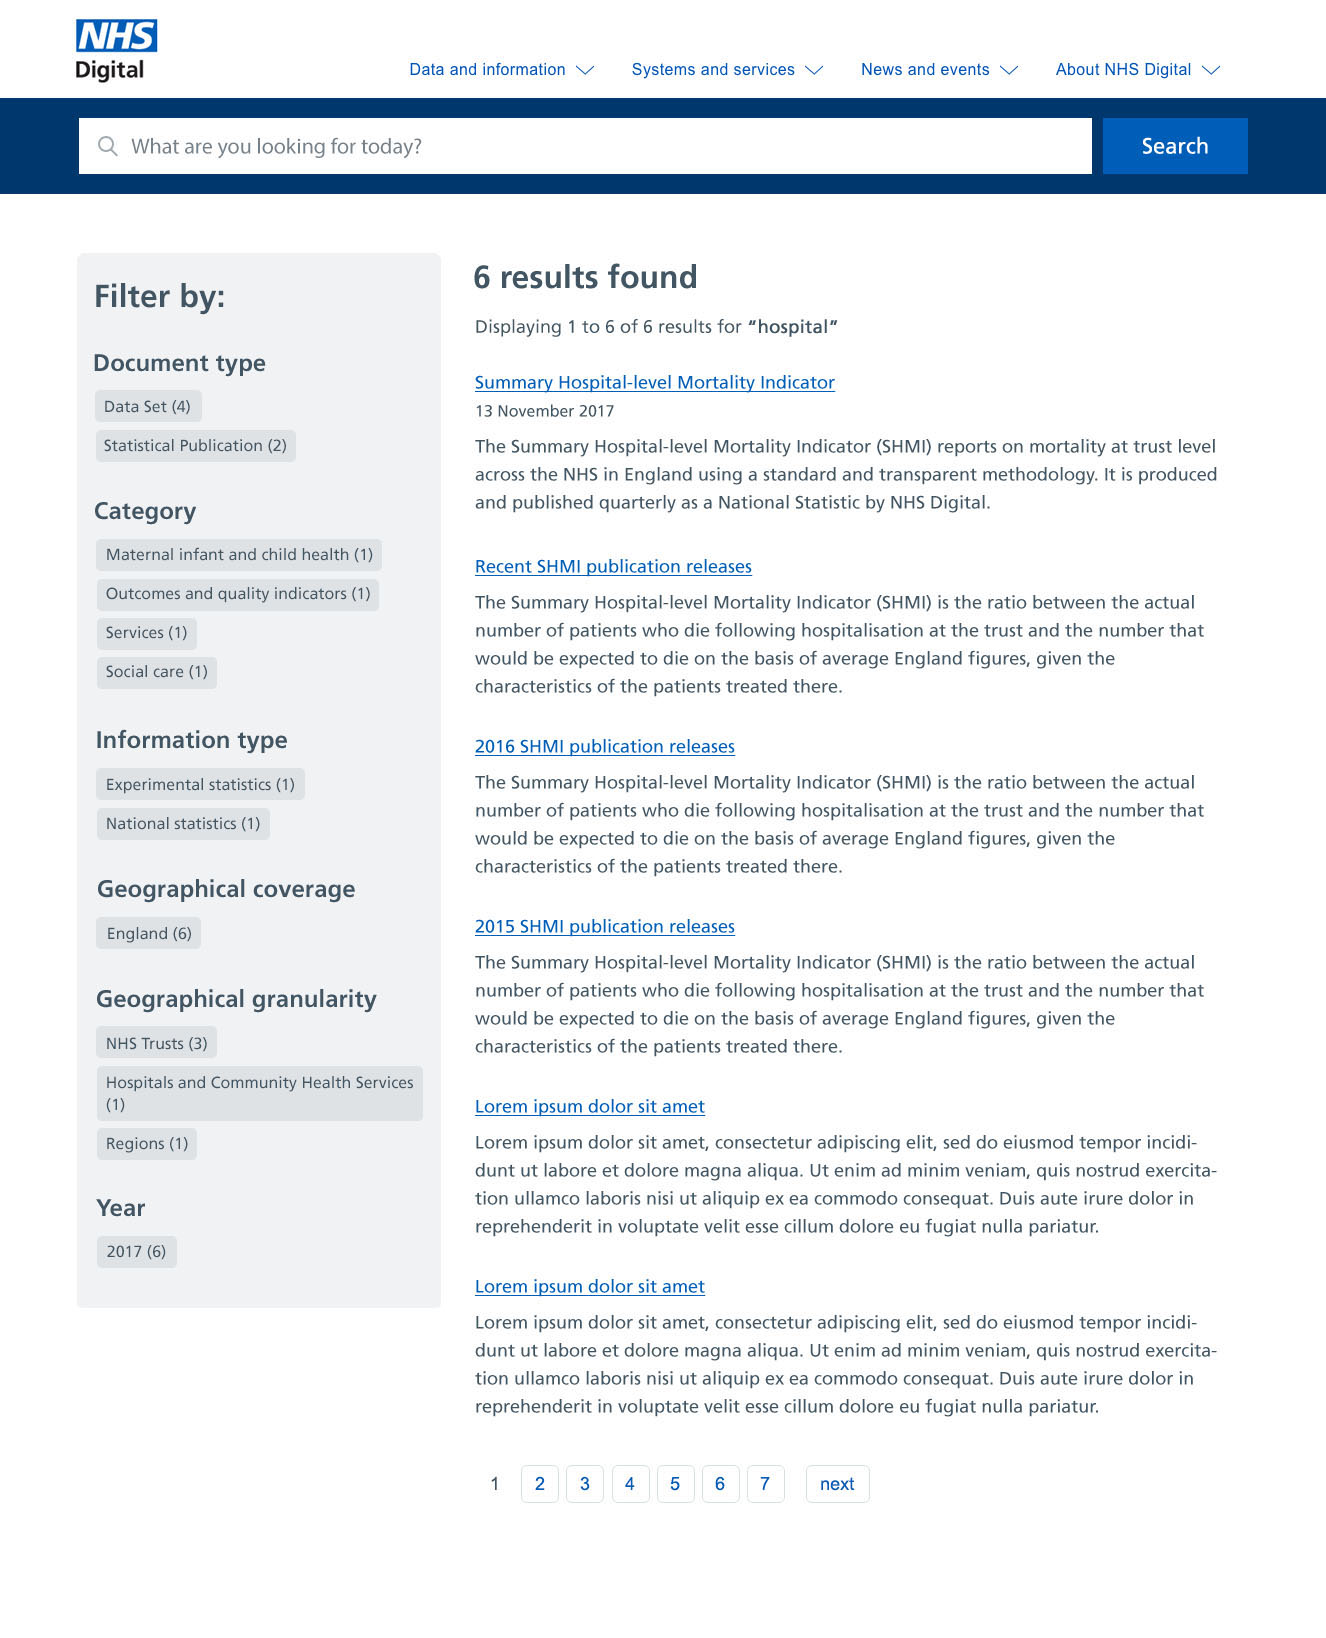 NHS
Digital
Data and information
Systems and services
News and events
About NHS Digital
What are you looking for today?
Search
Filter by:
Document type
Data Set (4)
Statistical Publication (2)
Category
Maternal infant and child health (1)
Outcomes and quality indicators (1)
Services (1)
Social care (1)
Information type
Experimental statistics (1)
National statistics (1)
Geographical coverage
England (6)
Geographical granularity
NHS Trusts (3)
Hospitals and Community Health Services
(1)
Regions (1)
Year
2017 (6)
6 results found
Displaying 1 to 6 of 6 results for “hospital”
Summary Hospital-level Mortality Indicator
13 November 2017
The Summary Hospital-level Mortality Indicator (SHMI) reports on mortality at trust level
across the NHS in England using a standard and transparent methodology. It is produced
and published quarterly as a National Statistic by NHS Digital.
Recent SHMI publication releases
The Summary Hospital-level Mortality Indicator (SHMI) is the ratio between the actual
number of patients who die following hospitalisation at the trust and the number that
would be expected to die on the basis of average England figures, given the
characteristics of the patients treated there.
2016 SHMI publication releases
The Summary Hospital-level Mortality Indicator (SHMI) is the ratio between the actual
number of patients who die following hospitalisation at the trust and the number that
would be expected to die on the basis of average England figures, given the
characteristics of the patients treated there.
2015 SHMI publication releases
The Summary Hospital-level Mortality Indicator (SHMI) is the ratio between the actual
number of patients who die following hospitalisation at the trust and the number that
would be expected to die on the basis of average England figures, given the
characteristics of the patients treated there.
Lorem ipsum dolor sit amet
Lorem ipsum dolor sit amet, consectetur adipiscing elit, sed do eiusmod tempor incidi-
dunt ut labore et dolore magna aliqua. Ut enim ad minim veniam, quis nostrud exercita-
tion ullamco laboris nisi ut aliquip ex ea commodo consequat. Duis aute irure dolor in
reprehenderit in voluptate velit esse cillum dolore eu fugiat nulla pariatur.
Lorem ipsum dolor sit amet
Lorem ipsum dolor sit amet, consectetur adipiscing elit, sed do eiusmod tempor incidi-
dunt ut labore et dolore magna aliqua. Ut enim ad minim veniam, quis nostrud exercita-
tion ullamco laboris nisi ut aliquip ex ea commodo consequat. Duis aute irure dolor in
reprehenderit in voluptate velit esse cillum dolore eu fugiat nulla pariatur.
1 2 3 4 5 6 7 next